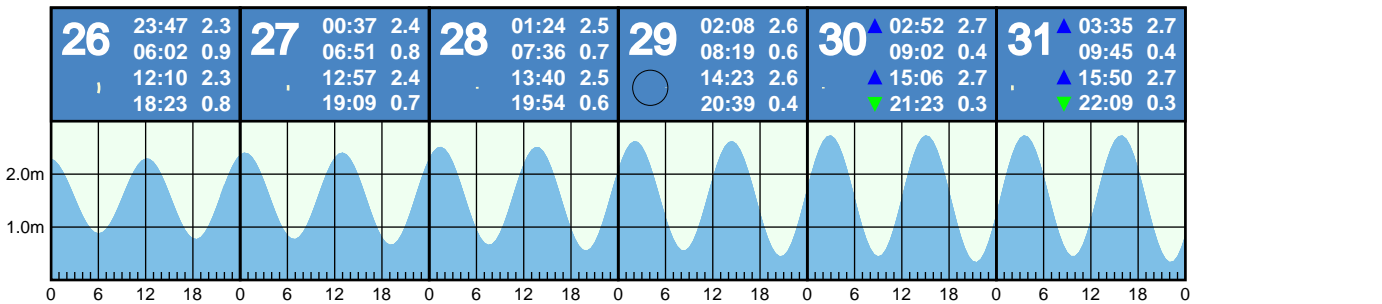 26 23:47 2.3
06:02 0.9
12:10 2.3
18:23 0.8
27 00:37 2.4
06:51 0.8
12:57 2.4
19:09 0.7
28 01:24 2.5
07:36 0.7
13:40 2.5
19:54 0.6
29 02:08 2.6
08:19 0.6
14:23 2.6
20:39 0.4
30 ▲ 02:52 2.7
09:02 0.4
▲ 15:06 2.7
▼ 21:23 0.3
31 ▲ 03:35 2.7
09:45 0.4
▲ 15:50 2.7
▼ 22:09 0.3
2.0m
1.0m
0 6 12 18 0 6 12 18 0 6 12 18 0 6 12 18 0 6 12 18 0 6 12 18 0